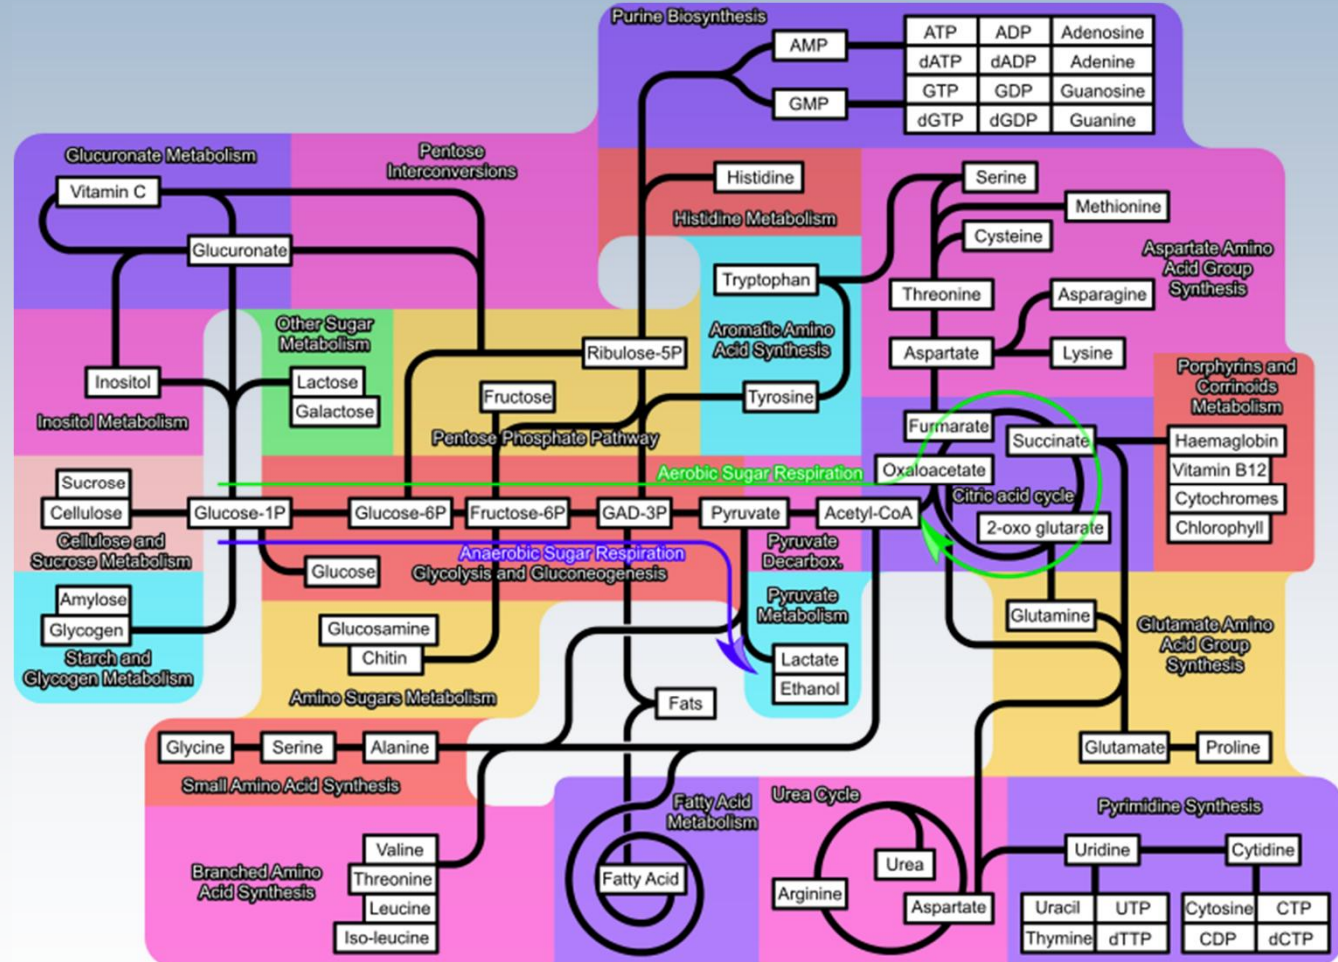 Purine Biosynthesis
AMP
ATP
ADP
Adenosine
dATP
dADP
Adenine
GMP
GTP
GDP
Guanosine
dGTP
dGDP
Guanine
Glucuronate Metabolism
Pentose
Interconversions
Vitamin C
Glucuronate
Histidine
Histidine Metabolism
Serine
Methionine
Cysteine
Aspartate Amino
Acid Group
Synthesis
Threonine
Asparagine
Aspartate
Lysine
Tryptophan
Aromatic Amino
Acid Synthesis
Tyrosine
Other Sugar
Metabolism
Inositol
Lactose
Galactose
Inositol Metabolism
Ribulose-5P
Fructose
Pentose Phosphate Pathway
Porphyrins and
Corrinoids
Metabolism
Furmarate
Succinate
Oxaloacetate
Citric acid cycle
2-oxo glutarate
Haemaglobin
Vitamin B12
Cytochromes
Chlorophyll
Aerobic Sugar Respiration
Sucrose
Cellulose
Glucose-1P
Glucose-6P
Fructose-6P
GAD-3P
Pyruvate
Acetyl-CoA
Cellulose and
Sucrose Metabolism
Anaerobic Sugar Respiration
Glycolysis and Gluconeogenesis
Pyruvate
Decarbox.
Glucose
Amylose
Glycogen
Starch and
Glycogen Metabolism
Glucosamine
Chitin
Amino Sugars Metabolism
Pyruvate
Metabolism
Lactate
Ethanol
Glutamine
Glutamate Amino
Acid Group
Synthesis
Fats
Glutamate
Proline
Glycine
Serine
Alanine
Small Amino Acid Synthesis
Fatty Acid
Metabolism
Urea Cycle
Pyrimidine Synthesis
Valine
Threonine
Leucine
Iso-leucine
Branched Amino
Acid Synthesis
Fatty Acid
Urea
Arginine
Aspartate
Uridine
Cytidine
Uracil
UTP
Cytosine
CTP
Thymine
dTTP
CDP
dCTP